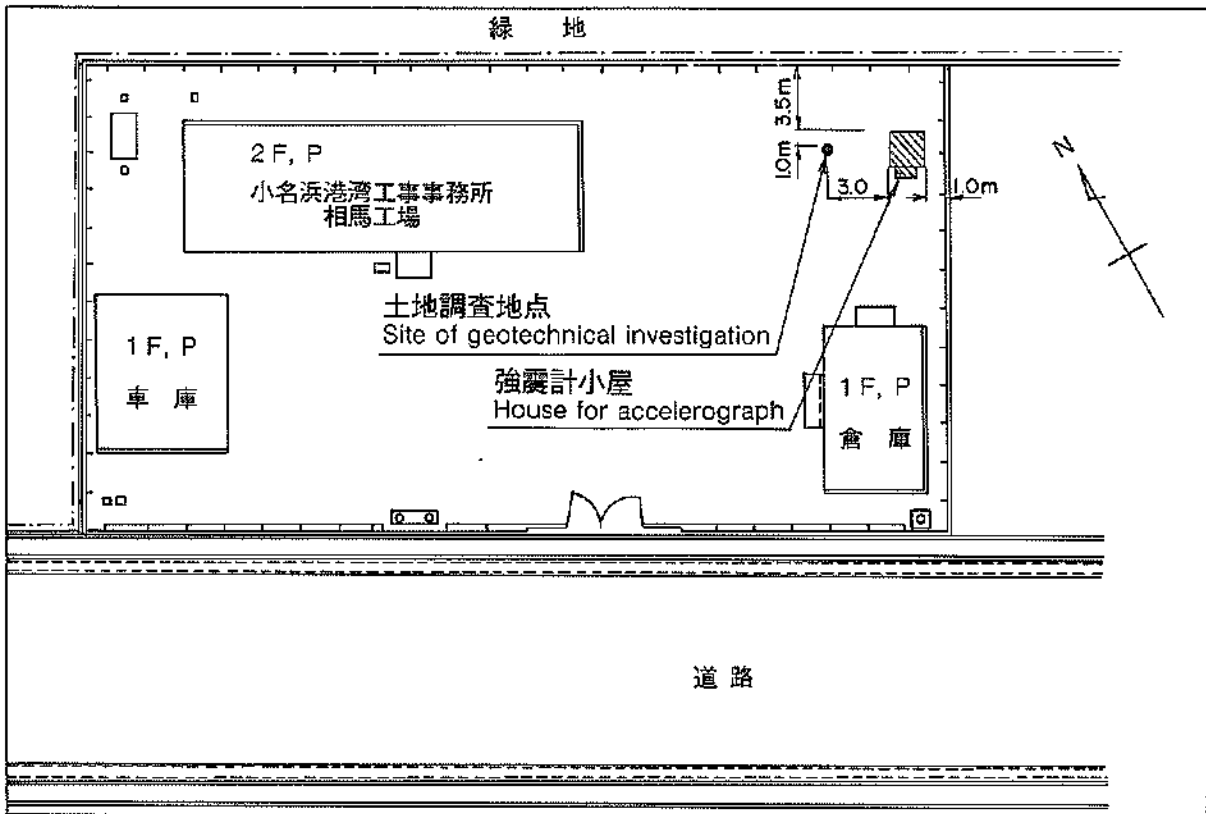 緑 地
3.5m
1.0m
3.0
1.0m
N
2F, P
小名浜港湾工事事務所
相馬工場
土地調査地点
Site of geotechnical investigation
1F, P
車 庫
強震計小屋
House for accelerograph
1F, P
倉 庫
道 路